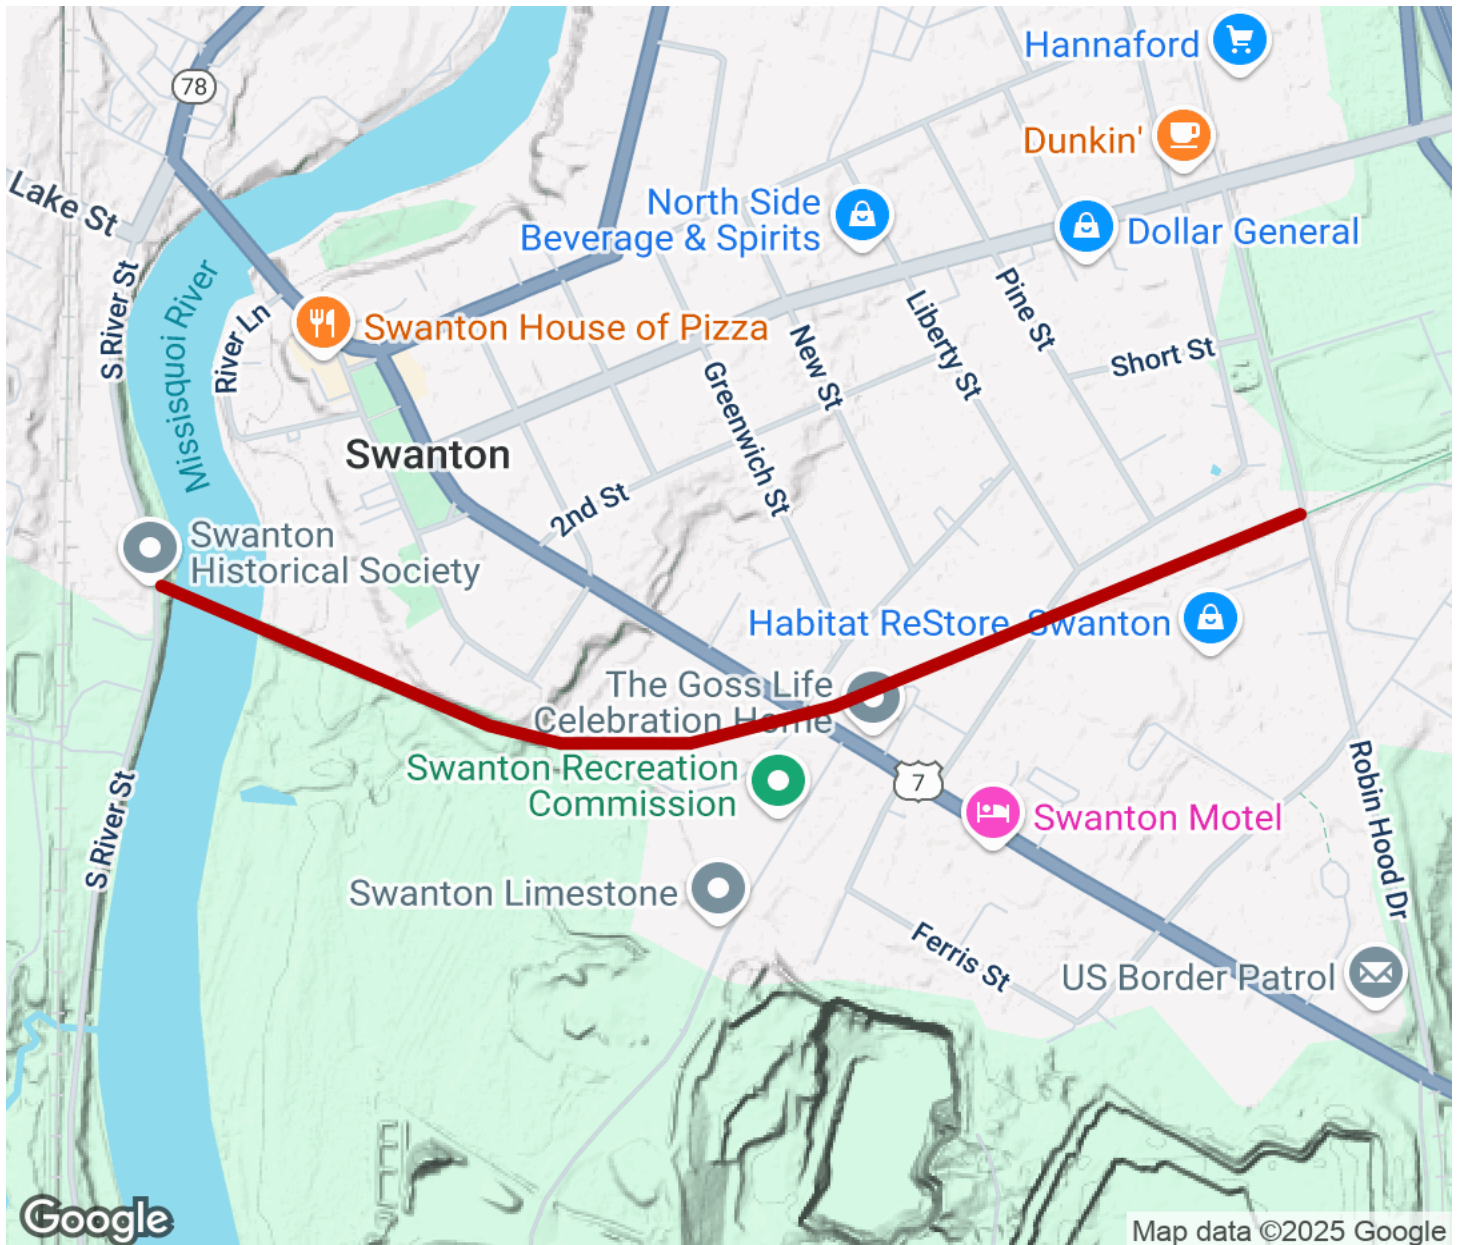 Hannaford
78
Dunkin'
Lake St
North Side
Beverage & Spirits
Dollar General
S River St
Missisquoi River
River Ln
Swanton House of Pizza
Pine St
Liberty St
New St
Short St
Greenwich St
Swanton
2nd St
Swanton
Historical Society
Habitat ReStore, Swanton
The Goss Life
Celebration Home
Swanton Recreation
Commission
7
Swanton Motel
Robin Hood Dr
S River St
Swanton Limestone
Ferris St
US Border Patrol
Google
Map data ©2025 Google